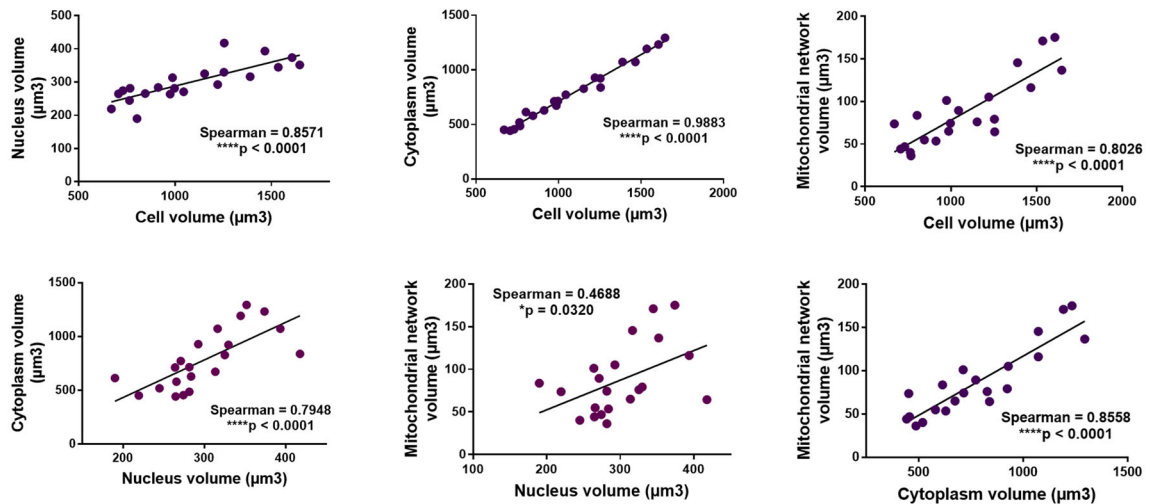 Nucleus volume
(µm3)
500
400
300
200
100
0
500
1000
1500
Spearman = 0.8571
****p < 0.0001
Cell volume (µm3)
Cytoplasm volume
(µm3)
1500
1000
500
0
500
1000
1500
2000
Spearman = 0.9883
****p < 0.0001
Cell volume (µm3)
Mitochondrial network
volume (µm3)
200
150
100
50
0
500
1000
1500
2000
Spearman = 0.8026
****p < 0.0001
Cell volume (µm3)
Cytoplasm volume
(µm3)
1500
1000
500
0
200
300
400
Spearman = 0.7948
****p < 0.0001
Nucleus volume (µm3)
Mitochondrial network
volume (µm3)
200
150
100
50
0
100
200
300
400
Spearman = 0.4688
*p = 0.0320
Nucleus volume (µm3)
Mitochondrial network
volume (µm3)
200
150
100
50
0
500
1000
1500
Spearman = 0.8558
****p < 0.0001
Cytoplasm volume (µm3)